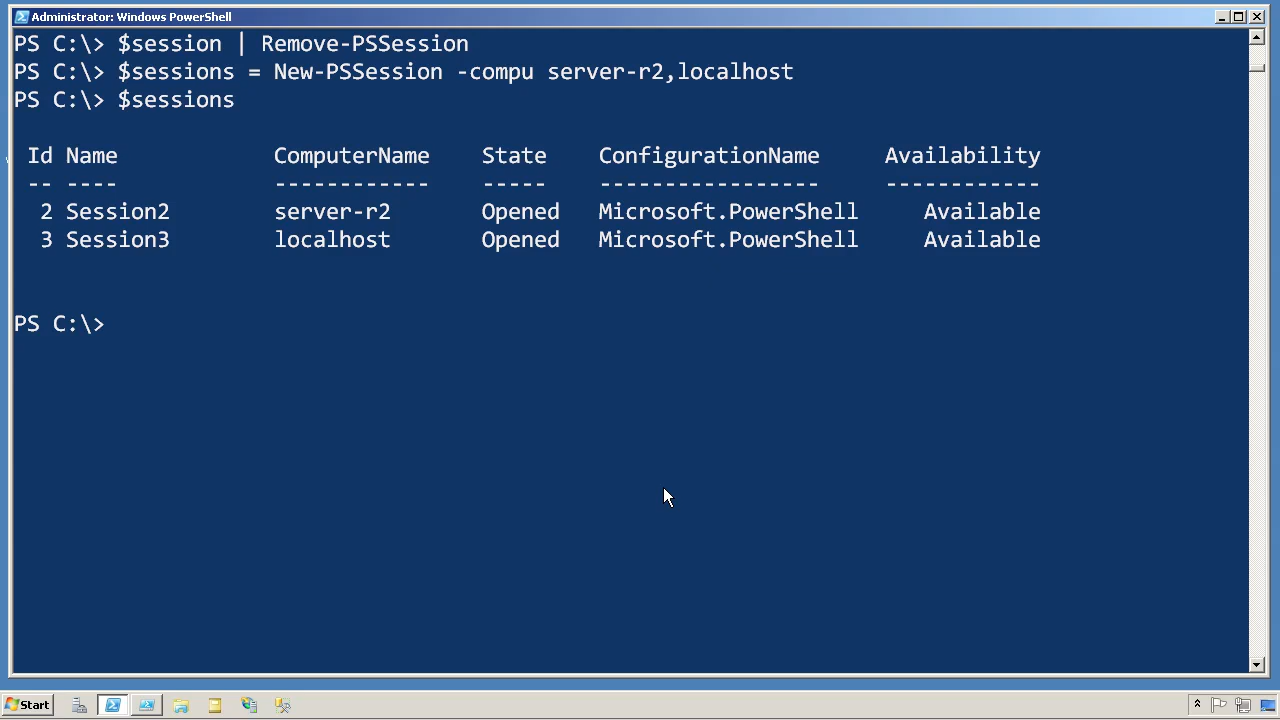 Administrator: Windows PowerShell
PS C:\> $session | Remove-PSSession
PS C:\> $sessions = New-PSSession -compu server-r2,localhost
PS C:\> $sessions
Id Name ComputerName State ConfigurationName Availability
-- ---- ------------ ----- ----------------- ------------
2 Session2 server-r2 Opened Microsoft.PowerShell Available
3 Session3 localhost Opened Microsoft.PowerShell Available
PS C:\>
Start